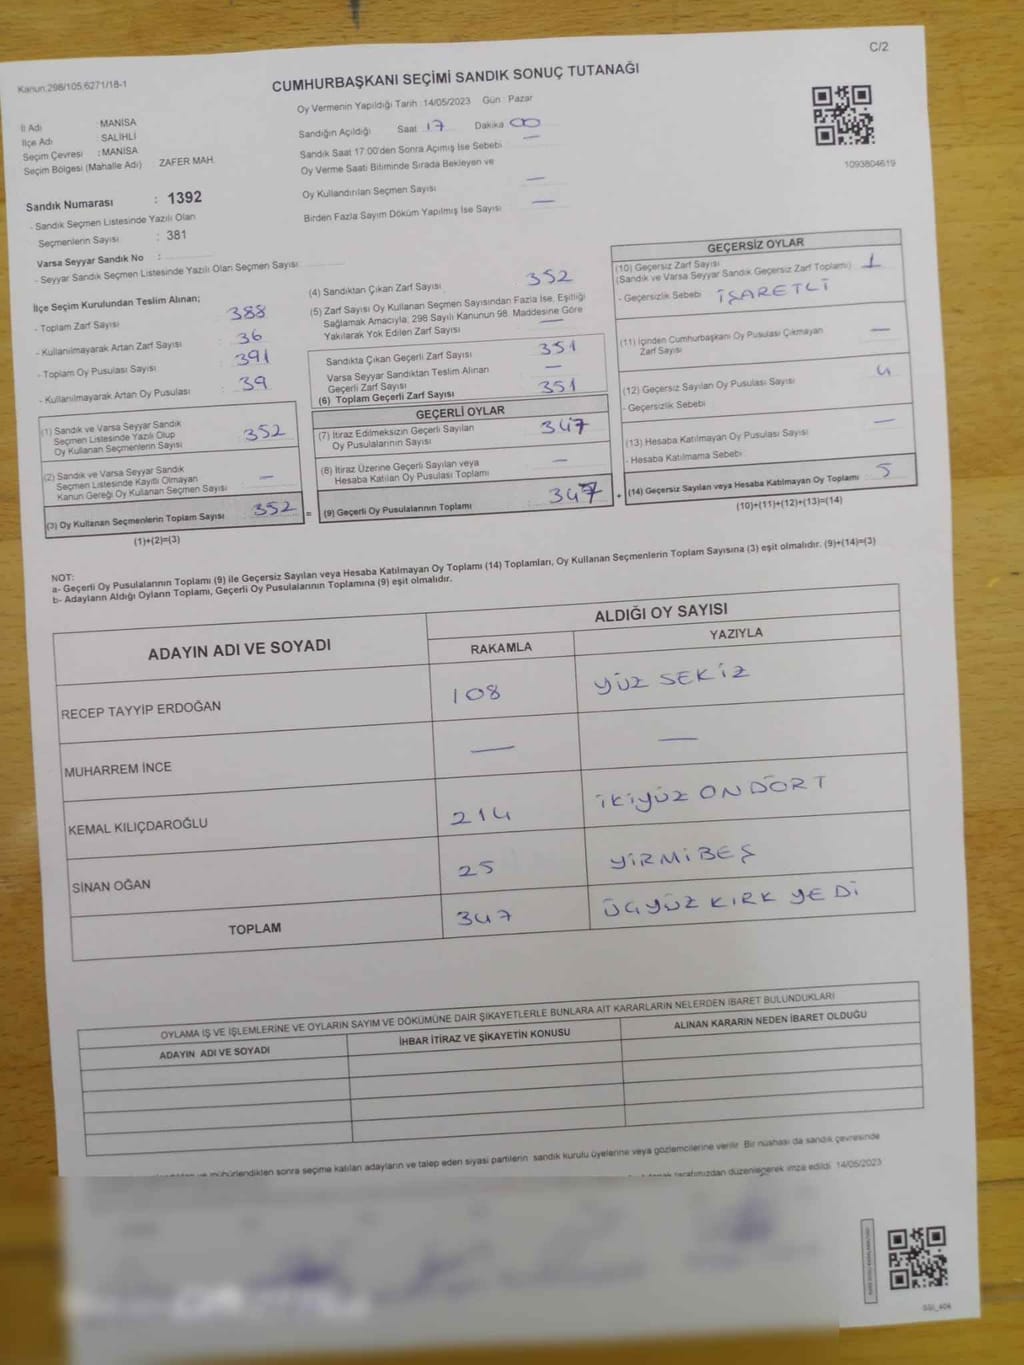 C/2
Kanun.298/105.6271/18-1
CUMHURBAŞKANI SEÇİMİ SANDIK SONUÇ TUTANAĞI
Oy Vermenin Yapıldığı Tarih : 14/05/2023 Gün : Pazar
İl Adı : MANİSA
İlçe Adı : SALİHLİ
Seçim Çevresi : MANİSA
Seçim Bölgesi (Mahalle Adı) ZAFER MAH.
Sandık Numarası : 1392
- Sandık Seçmen Listesinde Yazılı Olan
Seçmenlerin Sayısı : 381
Varsa Seyyar Sandık No :
- Seyyar Sandık Seçmen Listesinde Yazılı Olan Seçmen Sayısı
Sandığın Açıldığı Saat 17 Dakika 00
Sandık Saat 17:00'den Sonra Açımış İse Sebebi —
Oy Verme Saati Bitiminde Sırada Bekleyen ve
Oy Kullandırılan Seçmen Sayısı —
Birden Fazla Sayım Döküm Yapılmış İse Sayısı —
1093804619
İlçe Seçim Kurulundan Teslim Alınan;
- Toplam Zarf Sayısı : 388
- Kullanılmayarak Artan Zarf Sayısı : 36
- Toplam Oy Pusulası Sayısı : 391
- Kullanılmayarak Artan Oy Pusulası : 39
(1) Sandık ve Varsa Seyyar Sandık
Seçmen Listesinde Yazılı Olup
Oy Kullanan Seçmenlerin Sayısı 352
(2) Sandık ve Varsa Seyyar Sandık
Seçmen Listesinde Kayıtlı Olmayan
Kanun Gereği Oy Kullanan Seçmen Sayısı —
(3) Oy Kullanan Seçmenlerin Toplam Sayısı 352
(1)+(2)=(3)
=
(4) Sandıktan Çıkan Zarf Sayısı 352
(5) Zarf Sayısı Oy Kullanan Seçmen Sayısından Fazla İse, Eşitliği
Sağlamak Amacıyla; 298 Sayılı Kanunun 98. Maddesine Göre
Yakılarak Yok Edilen Zarf Sayısı —
Sandıkta Çıkan Geçerli Zarf Sayısı 351
Varsa Seyyar Sandıktan Teslim Alınan
Geçerli Zarf Sayısı —
(6) Toplam Geçerli Zarf Sayısı 351
GEÇERLİ OYLAR
(7) İtiraz Edilmeksizin Geçerli Sayılan
Oy Pusulalarının Sayısı 347
(8) İtiraz Üzerine Geçerli Sayılan veya
Hesaba Katılan Oy Pusulası Toplamı —
(9) Geçerli Oy Pusulalarının Toplamı 347
+
GEÇERSİZ OYLAR
(10) Geçersiz Zarf Sayısı
(Sandık ve Varsa Seyyar Sandık Geçersiz Zarf Toplamı) 1
- Geçersizlik Sebebi İŞARETLİ
(11) İçinden Cumhurbaşkanı Oy Pusulası Çıkmayan
Zarf Sayısı —
(12) Geçersiz Sayılan Oy Pusulası Sayısı 4
- Geçersizlik Sebebi
(13) Hesaba Katılmayan Oy Pusulası Sayısı —
- Hesaba Katılmama Sebebi
(14) Geçersiz Sayılan veya Hesaba Katılmayan Oy Toplamı 5
(10)+(11)+(12)+(13)=(14)
NOT:
a- Geçerli Oy Pusulalarının Toplamı (9) ile Geçersiz Sayılan veya Hesaba Katılmayan Oy Toplamı (14) Toplamları, Oy Kullanan Seçmenlerin Toplam Sayısına (3) eşit olmalıdır. (9)+(14)=(3)
b- Adayların Aldığı Oyların Toplamı, Geçerli Oy Pusulalarının Toplamına (9) eşit olmalıdır.
ADAYIN ADI VE SOYADI ALDIĞI OY SAYISI
RAKAMLA YAZIYLA
RECEP TAYYİP ERDOĞAN 108 YÜZ SEKİZ
MUHARREM İNCE — —
KEMAL KILIÇDAROĞLU 214 İKİYÜZ ONDÖRT
SİNAN OĞAN 25 YİRMİBEŞ
TOPLAM 347 ÜÇYÜZ KIRK YEDİ
OYLAMA İŞ VE İŞLEMLERİNE VE OYLARIN SAYIM VE DÖKÜMÜNE DAİR ŞİKAYETLERLE BUNLARA AİT KARARLARIN NELERDEN İBARET BULUNDUKLARI
ADAYIN ADI VE SOYADI İHBAR İTİRAZ VE ŞİKAYETİN KONUSU ALINAN KARARIN NEDEN İBARET OLDUĞU
mühürlendikten sonra seçime katılan adayların ve talep eden siyasi partilerin sandık kurulu üyelerine veya gözlemcilerine verilir. Bir nüshası da sandık çevresinde
tarafımızdan düzenlenerek imza edildi. 14/05/2023